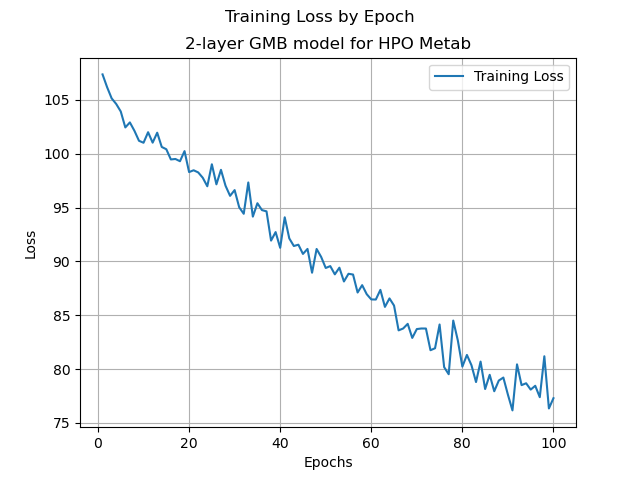 Training Loss by Epoch
2-layer GMB model for HPO Metab
Training Loss
105
100
95
90
85
80
75
Loss
0 20 40 60 80 100
Epochs